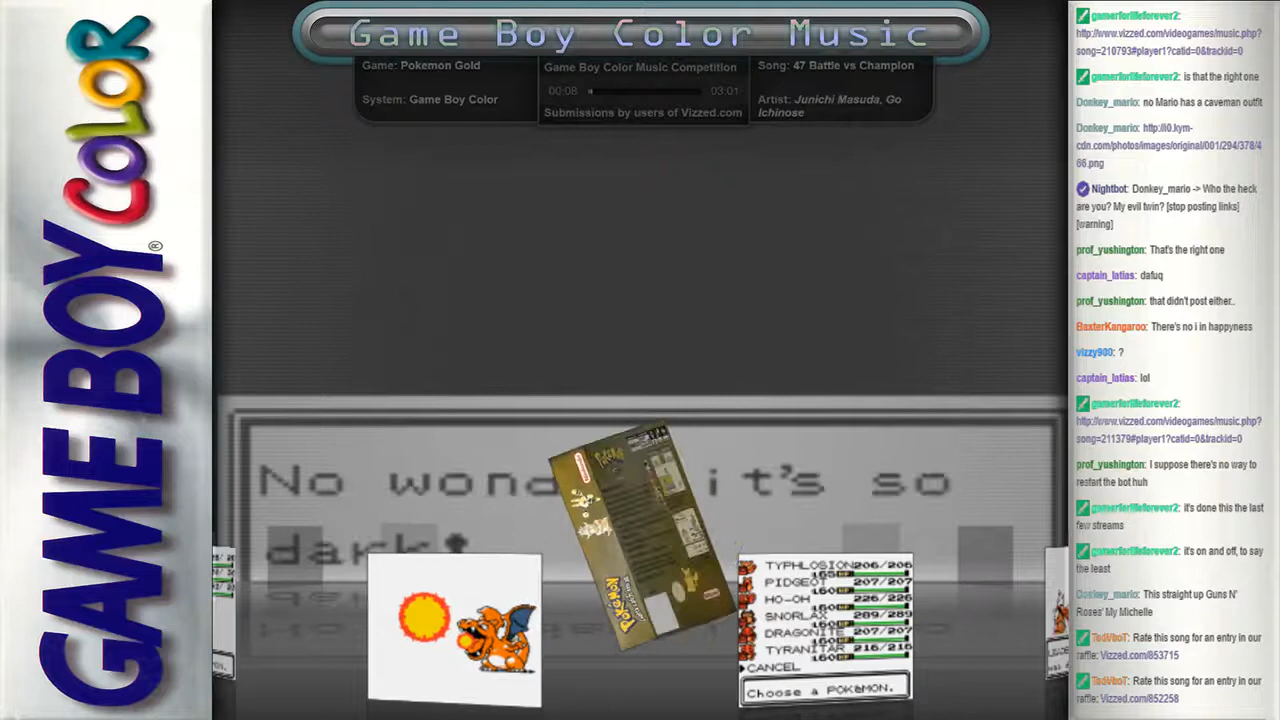 GAME BOY COLOR
®
Game Boy Color Music
Game: Pokemon Gold
System: Game Boy Color
Game Boy Color Music Competition
00:08
03:01
Submissions by users of Vizzed.com
Song: 47 Battle vs Champion
Artist: Junichi Masuda, Go
Ichinose
No wond it's so
dark!
TYPHLOSION 206/206
165 HP
PIDGEOT 207/207
HO-OH 226/226
160 HP
SNORLAX 289/289
DRAGONITE 207/207
TYRANITAR 216/216
160 HP
CANCEL
Choose a POKéMON.
gamerforlifeforever2:
http://www.vizzed.com/videogames/music.php?
song=210793#player1?catid=0&trackid=0
gamerforlifeforever2: is that the right one
Donkey_mario: no Mario has a caveman outfit
Donkey_mario: http://i0.kym-
cdn.com/photos/images/original/001/294/378/4
66.png
Nightbot: Donkey_mario -> Who the heck
are you? My evil twin? [stop posting links]
[warning]
prof_yushington: That's the right one
captain_latias: dafuq
prof_yushington: that didn't post either..
BaxterKangaroo: There's no i in happyness
vizzy900: ?
captain_latias: lol
gamerforlifeforever2:
http://www.vizzed.com/videogames/music.php?
song=211379#player1?catid=0&trackid=0
prof_yushington: I suppose there's no way to
restart the bot huh
gamerforlifeforever2: it's done this the last
few streams
gamerforlifeforever2: it's on and off, to say
the least
Donkey_mario: This straight up Guns N'
Roses' My Michelle
TedVboT: Rate this song for an entry in our
raffle: Vizzed.com/853715
TedVboT: Rate this song for an entry in our
raffle: Vizzed.com/852258